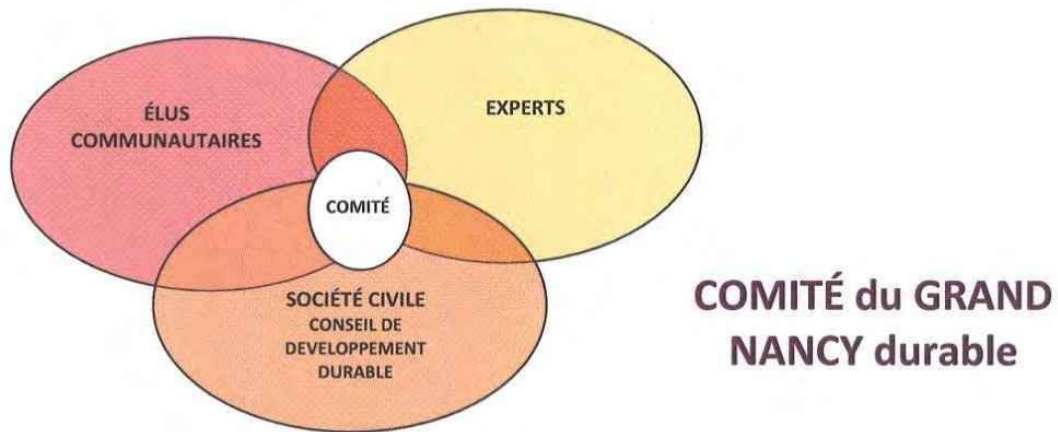 ÉLUS
COMMUNAUTAIRES
EXPERTS
COMITÉ
SOCIÉTÉ CIVILE
CONSEIL DE
DEVELOPPEMENT
DURABLE
COMITÉ du GRAND
NANCY durable